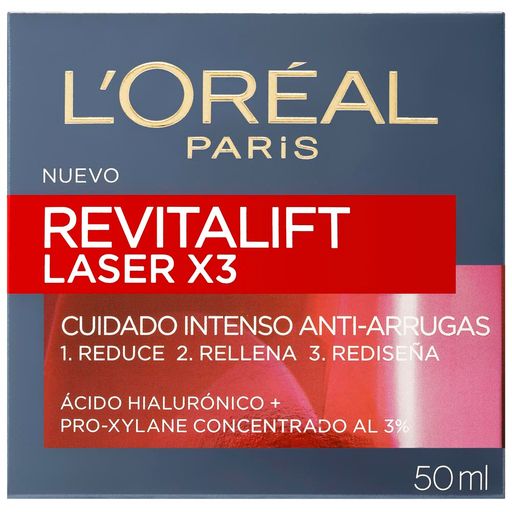 L'ORÉAL
PARiS
NUEVO
REVITALIFT
LASER X3
CUIDADO INTENSO ANTI-ARRUGAS
1. REDUCE 2. RELLENA 3. REDISEÑA
ÁCIDO HIALURÓNICO +
PRO-XYLANE CONCENTRADO AL 3%
50ml